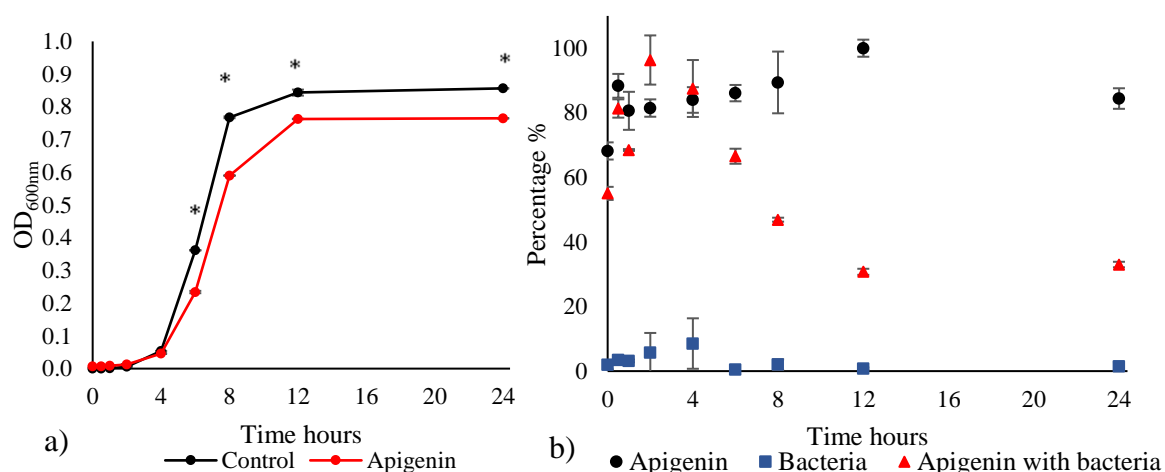 1.0
0.9
0.8
0.7
0.6
0.5
0.4
0.3
0.2
0.1
0.0
OD600nm
* * * *
0 4 8 12 16 20 24
Time hours
a)
Control Apigenin
100
80
60
40
20
0
Percentage %
0 4 8 12 16 20 24
Time hours
b)
Apigenin Bacteria Apigenin with bacteria